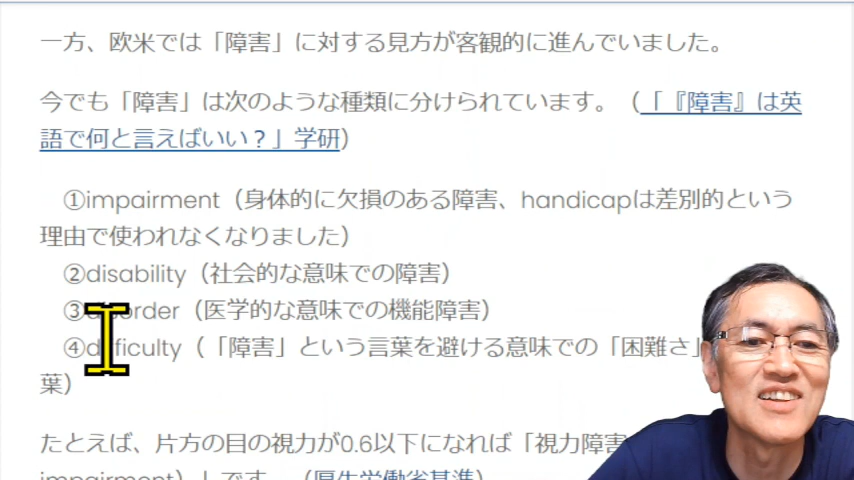 一方、欧米では「障害」に対する見方が客観的に進んでいました。
今でも「障害」は次のような種類に分けられています。（「『障害』は英
語で何と言えばいい？」学研）
①impairment（身体的に欠損のある障害、handicapは差別的という
理由で使われなくなりました）
②disability（社会的な意味での障害）
③disorder（医学的な意味での機能障害）
④difficulty（「障害」という言葉を避ける意味での「困難さ」
葉）
たとえば、片方の目の視力が0.6以下になれば「視力障害
impairment）」です。（厚生労働省基準）